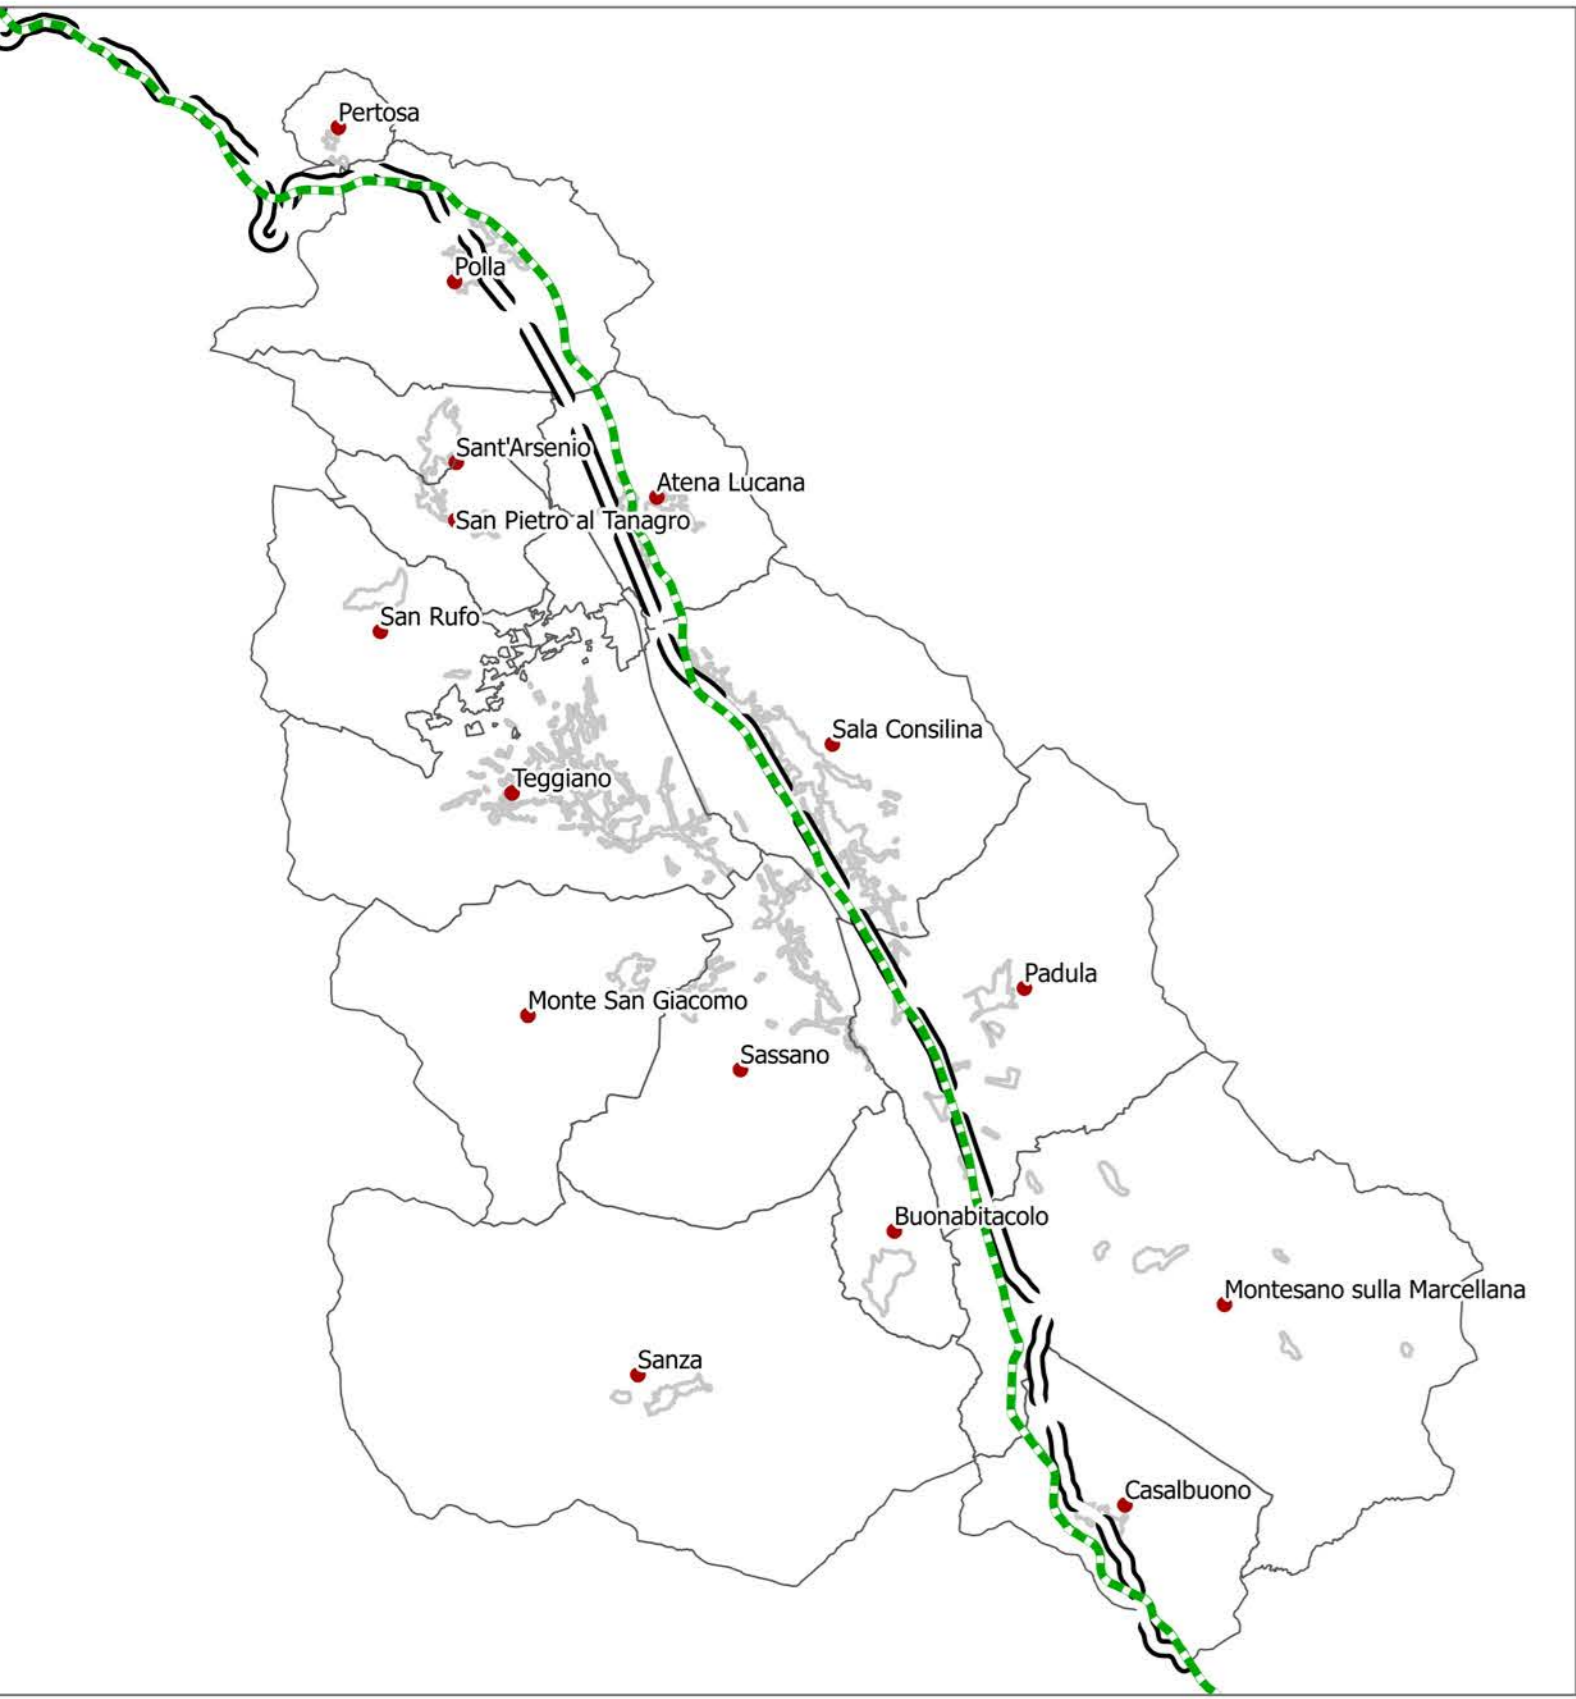 Pertosa
Polla
Sant'Arsenio
Atena Lucana
San Pietro al Tanagro
San Rufo
Sala Consilina
Teggiano
Padula
Monte San Giacomo
Sassano
Buonabitacolo
Montesano sulla Marcellana
Sanza
Casalbuono